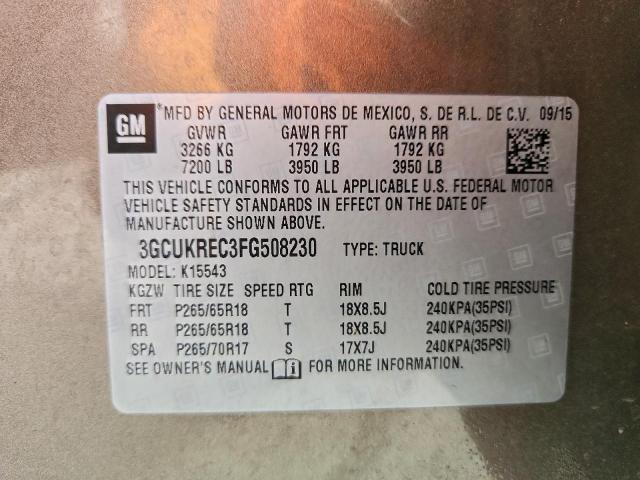 GM MFD BY GENERAL MOTORS DE MEXICO, S. DE R.L. DE C.V. 09/15
GVWR GAWR FRT GAWR RR
3266 KG 1792 KG 1792 KG
7200 LB 3950 LB 3950 LB
THIS VEHICLE CONFORMS TO ALL APPLICABLE U.S. FEDERAL MOTOR
VEHICLE SAFETY STANDARDS IN EFFECT ON THE DATE OF
MANUFACTURE SHOWN ABOVE.
3GCUKREC3FG508230 TYPE: TRUCK
MODEL: K15543
KGZW TIRE SIZE SPEED RTG RIM COLD TIRE PRESSURE
FRT P265/65R18 T 18X8.5J 240KPA(35PSI)
RR P265/65R18 T 18X8.5J 240KPA(35PSI)
SPA P265/70R17 S 17X7J 240KPA(35PSI)
SEE OWNER'S MANUAL FOR MORE INFORMATION.